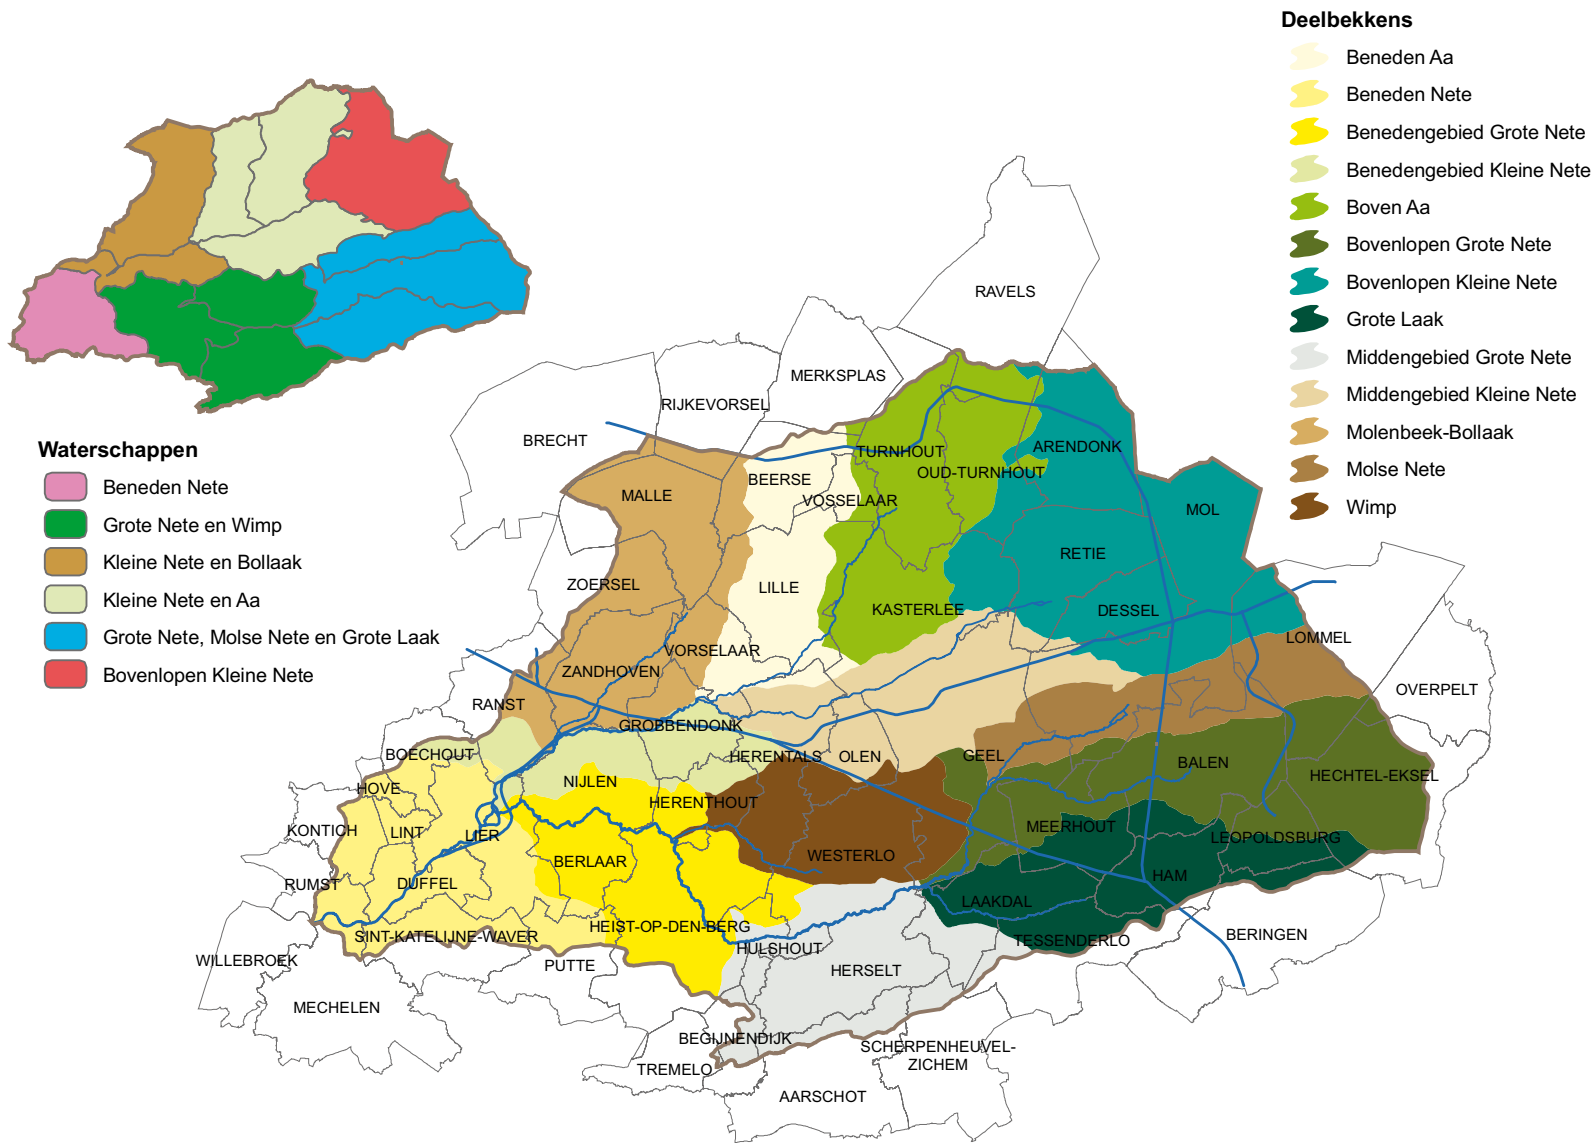 Deelbekkens
Beneden Aa
Beneden Nete
Benedengebied Grote Nete
Benedengebied Kleine Nete
Boven Aa
Bovenlopen Grote Nete
Bovenlopen Kleine Nete
Grote Laak
Middengebied Grote Nete
Middengebied Kleine Nete
Molenbeek-Bollaak
Molse Nete
Wimp
Waterschappen
Beneden Nete
Grote Nete en Wimp
Kleine Nete en Bollaak
Kleine Nete en Aa
Grote Nete, Molse Nete en Grote Laak
Bovenlopen Kleine Nete
RAVELS
MERKSPLAS
RIJKEVORSEL
BRECHT
ARENDONK
TURNHOUT
OUD-TURNHOUT
BEERSE
VOSSELAAR
MALLE
MOL
RETIE
ZOERSEL
LILLE
KASTERLEE
DESSEL
LOMMEL
VORSELAAR
ZANDHOVEN
OVERPELT
RANST
GROBBENDONK
BOECHOUT
HERENTALS
OLEN
GEEL
BALEN
HECHTEL-EKSEL
NIJLEN
HOVE
HERENTHOUT
KONTICH
LINT
LIER
MEERHOUT
LEOPOLDSBURG
BERLAAR
WESTERLO
RUMST
DUFFEL
HAM
LAAKDAL
HEIST-OP-DEN-BERG
SINT-KATELIJNE-WAVER
HULSHOUT
TESSENDERLO
BERINGEN
WILLEBROEK
PUTTE
HERSELT
MECHELEN
BEGIJNENDIJK
SCHERPENHEUVEL-
ZICHEM
TREMELO
AARSCHOT